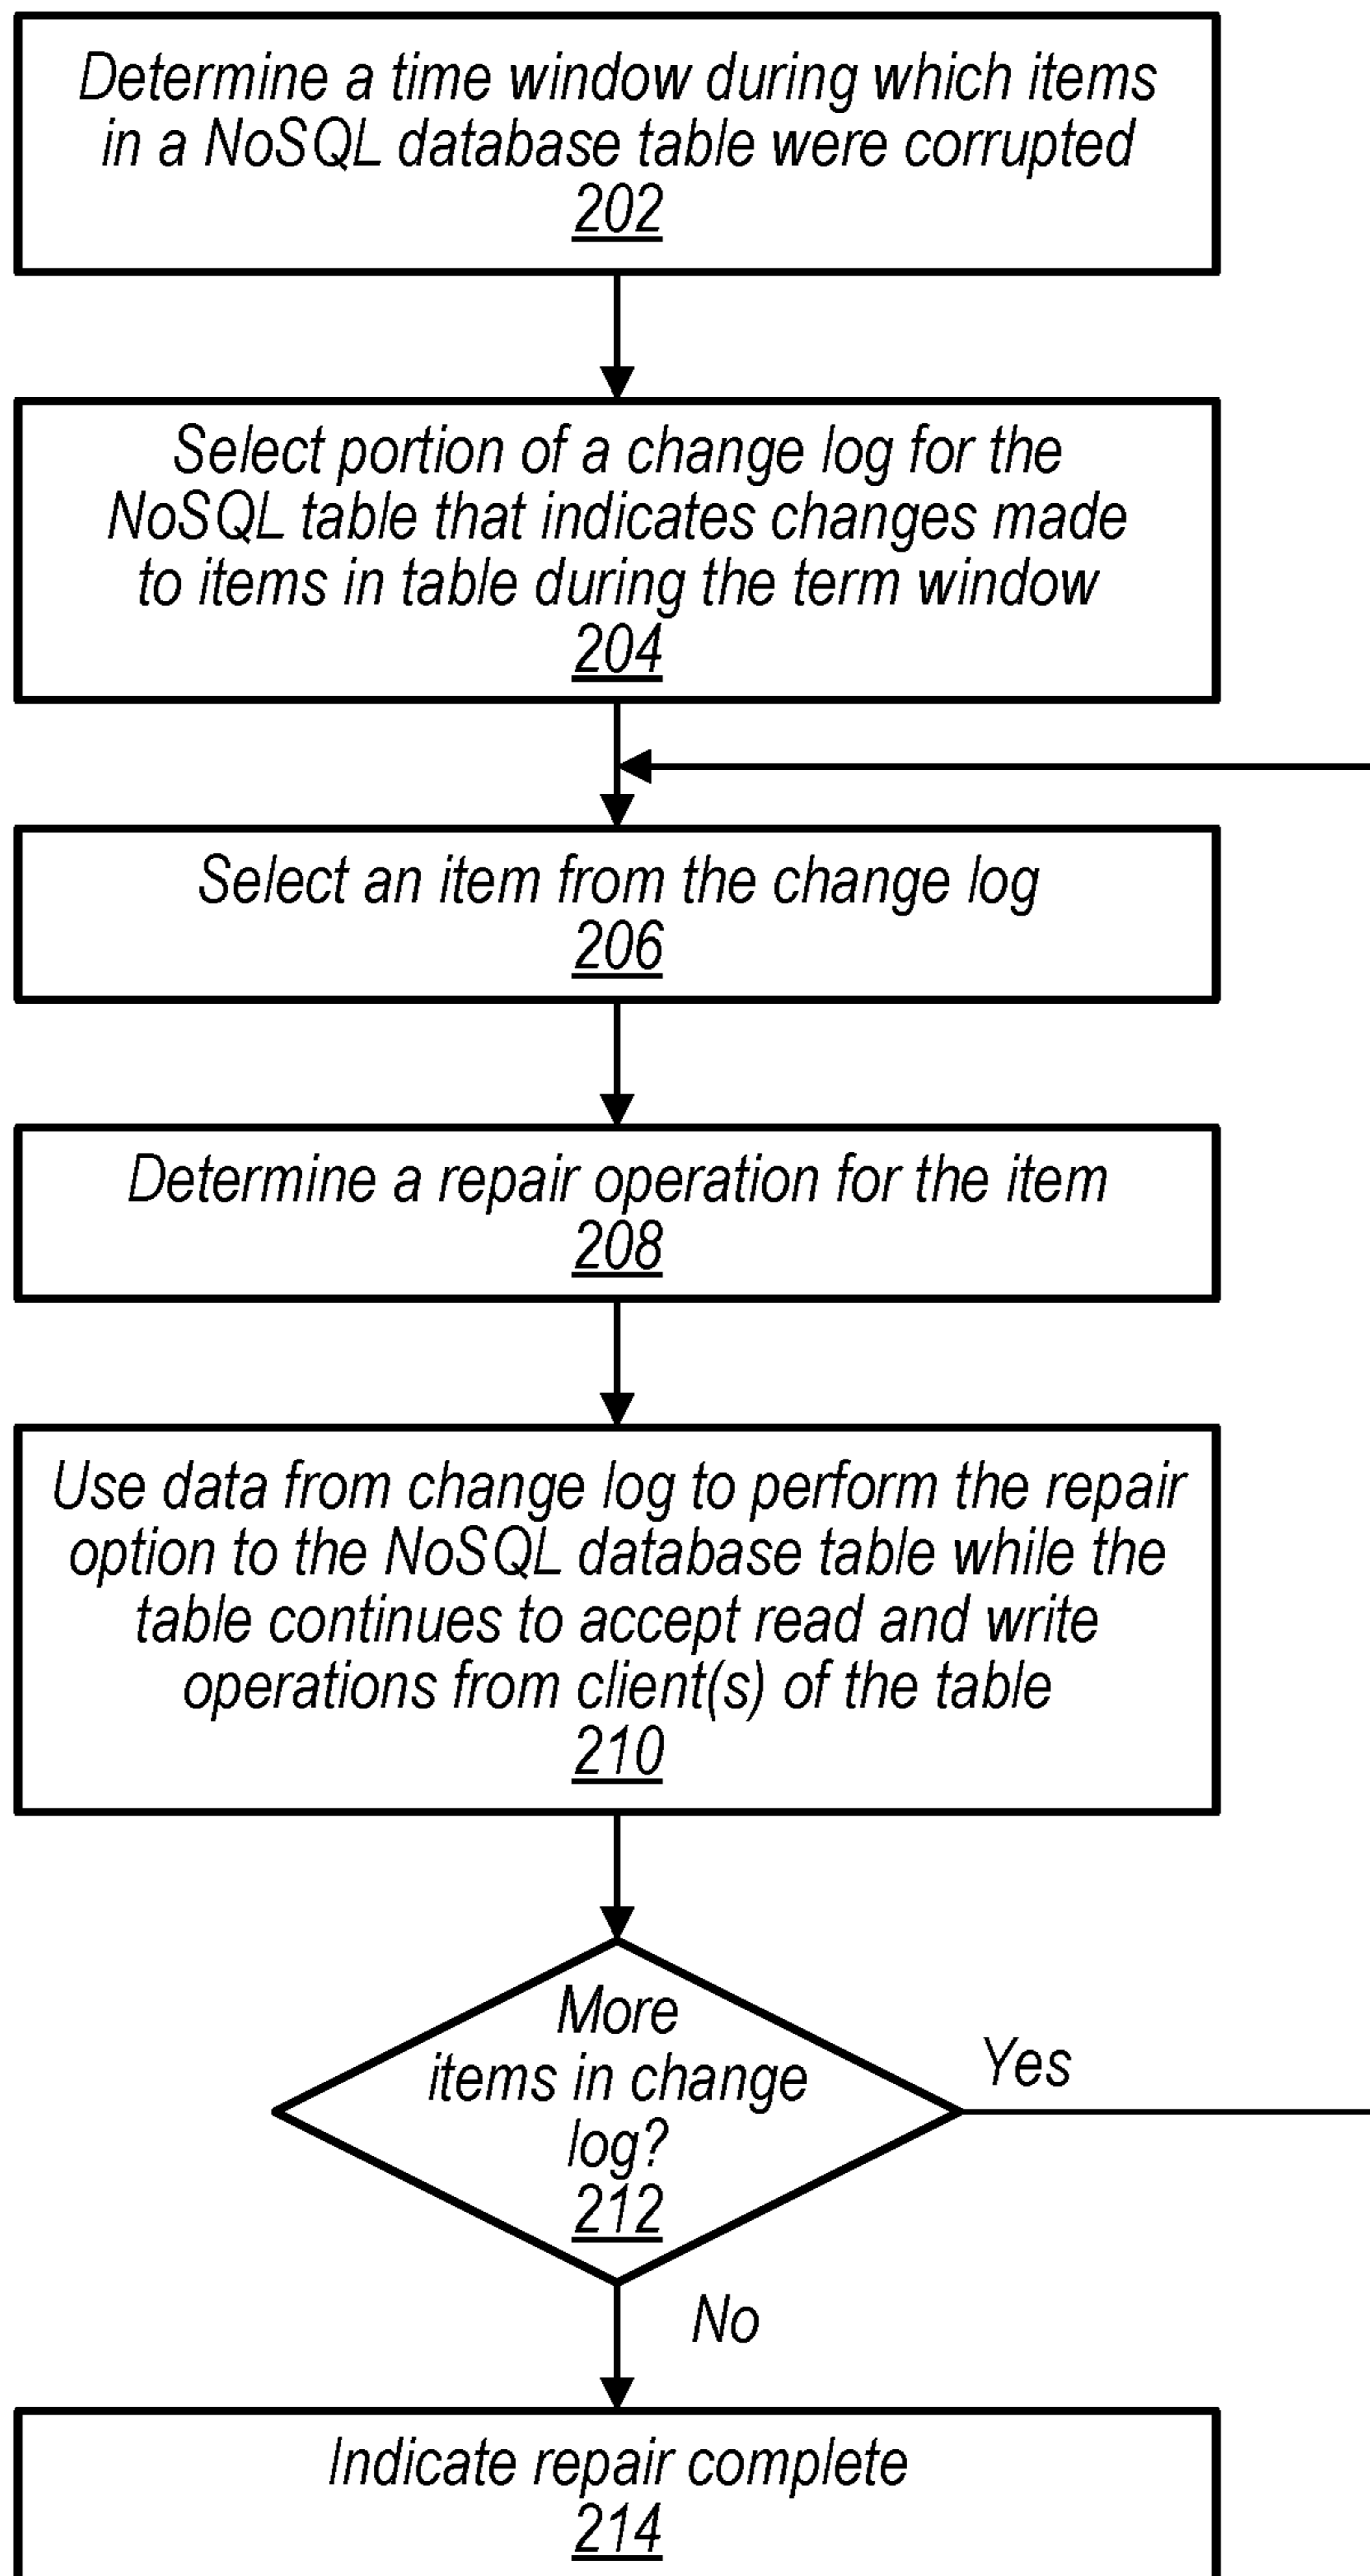 Determine a time window during which items
in a NoSQL database table were corrupted
202
Select portion of a change log for the
NoSQL table that indicates changes made
to items in table during the term window
204
Select an item from the change log
206
Determine a repair operation for the item
208
Use data from change log to perform the repair
option to the NoSQL database table while the
table continues to accept read and write
operations from client(s) of the table
210
More
items in change
log?
212
Yes
No
Indicate repair complete
214